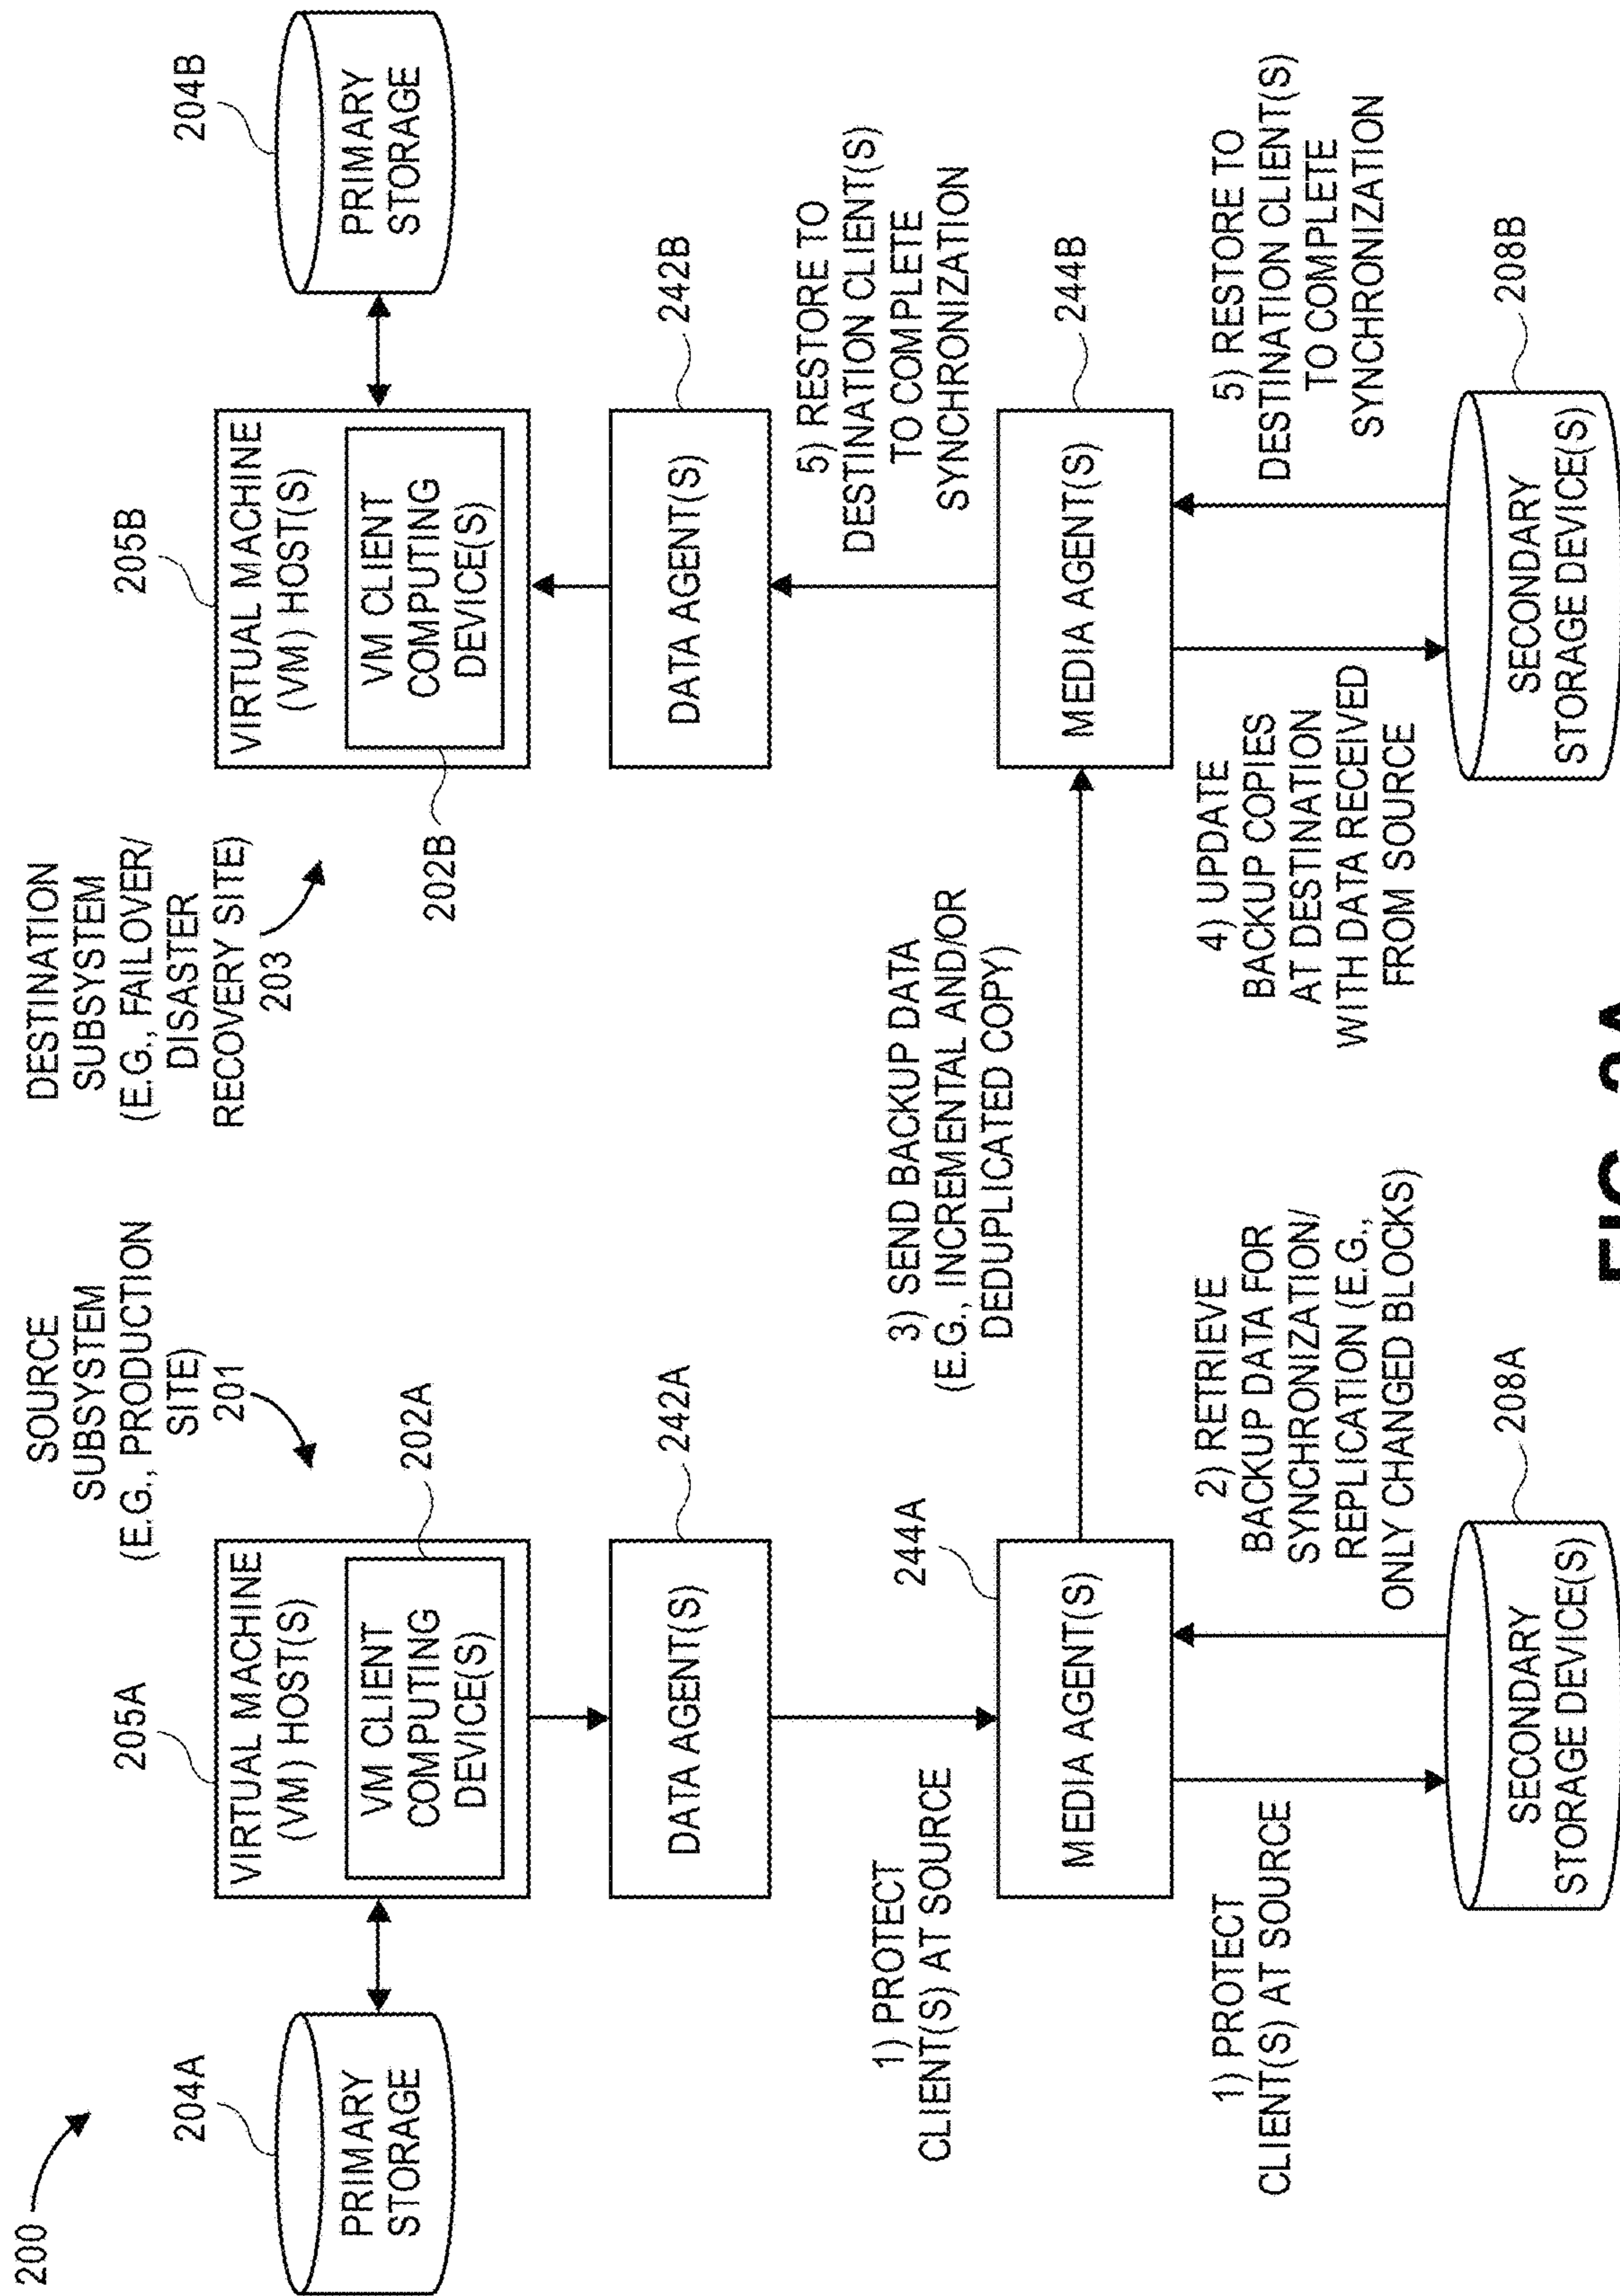 200
SOURCE
SUBSYSTEM
(E.G., PRODUCTION
SITE)
201
DESTINATION
SUBSYSTEM
(E.G., FAILOVER/
DISASTER
RECOVERY SITE)
203
204A
PRIMARY
STORAGE
205A
VIRTUAL MACHINE
(VM) HOST(S)
VM CLIENT
COMPUTING
DEVICE(S)
202A
205B
VIRTUAL MACHINE
(VM) HOST(S)
VM CLIENT
COMPUTING
DEVICE(S)
202B
204B
PRIMARY
STORAGE
DATA AGENT(S)
242A
DATA AGENT(S)
242B
1) PROTECT
CLIENT(S) AT SOURCE
3) SEND BACKUP DATA
(E.G., INCREMENTAL AND/OR
DEDUPLICATED COPY)
5) RESTORE TO
DESTINATION CLIENT(S)
TO COMPLETE
SYNCHRONIZATION
MEDIA AGENT(S)
244A
MEDIA AGENT(S)
244B
1) PROTECT
CLIENT(S) AT SOURCE
2) RETRIEVE
BACKUP DATA FOR
SYNCHRONIZATION/
REPLICATION (E.G.,
ONLY CHANGED BLOCKS)
4) UPDATE
BACKUP COPIES
AT DESTINATION
WITH DATA RECEIVED
FROM SOURCE
5) RESTORE TO
DESTINATION CLIENT(S)
TO COMPLETE
SYNCHRONIZATION
SECONDARY
STORAGE DEVICE(S)
208A
SECONDARY
STORAGE DEVICE(S)
208B
FIG. 2A